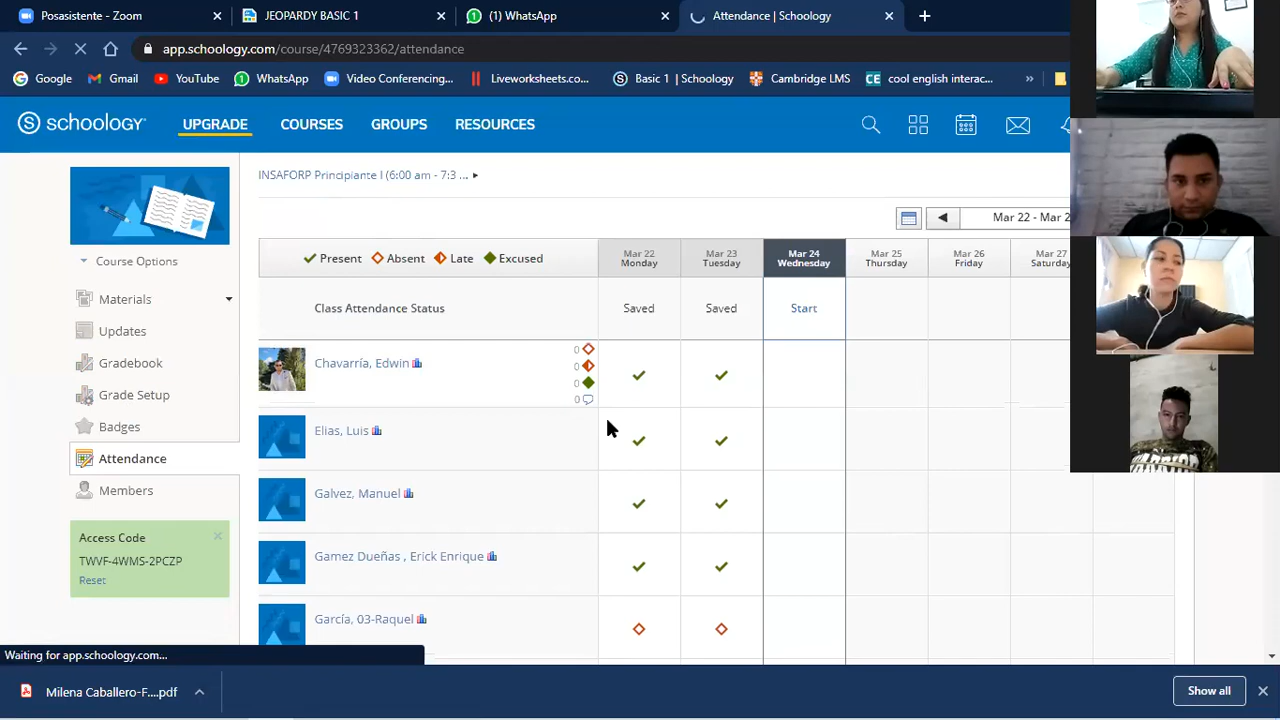 Posasistente - Zoom
JEOPARDY BASIC 1
(1) WhatsApp
Attendance | Schoology
app.schoology.com/course/4769323362/attendance
Google
Gmail
YouTube
WhatsApp
Video Conferencing...
Liveworksheets.co...
Basic 1 | Schoology
Cambridge LMS
cool english interac...
schoology
UPGRADE
COURSES
GROUPS
RESOURCES
INSAFORP Principiante I (6:00 am - 7:3 ...
Course Options
Materials
Updates
Gradebook
Grade Setup
Badges
Attendance
Members
Access Code
TWVF-4WMS-2PCZP
Reset
Mar 22 - Mar 2
Present Absent Late Excused
Mar 22 Monday
Mar 23 Tuesday
Mar 24 Wednesday
Mar 25 Thursday
Mar 26 Friday
Mar 27 Saturday
Class Attendance Status
Saved
Saved
Start
Chavarría, Edwin
0
0
0
0
Elias, Luis
Galvez, Manuel
Gamez Dueñas , Erick Enrique
García, 03-Raquel
Waiting for app.schoology.com...
Milena Caballero-F....pdf
Show all